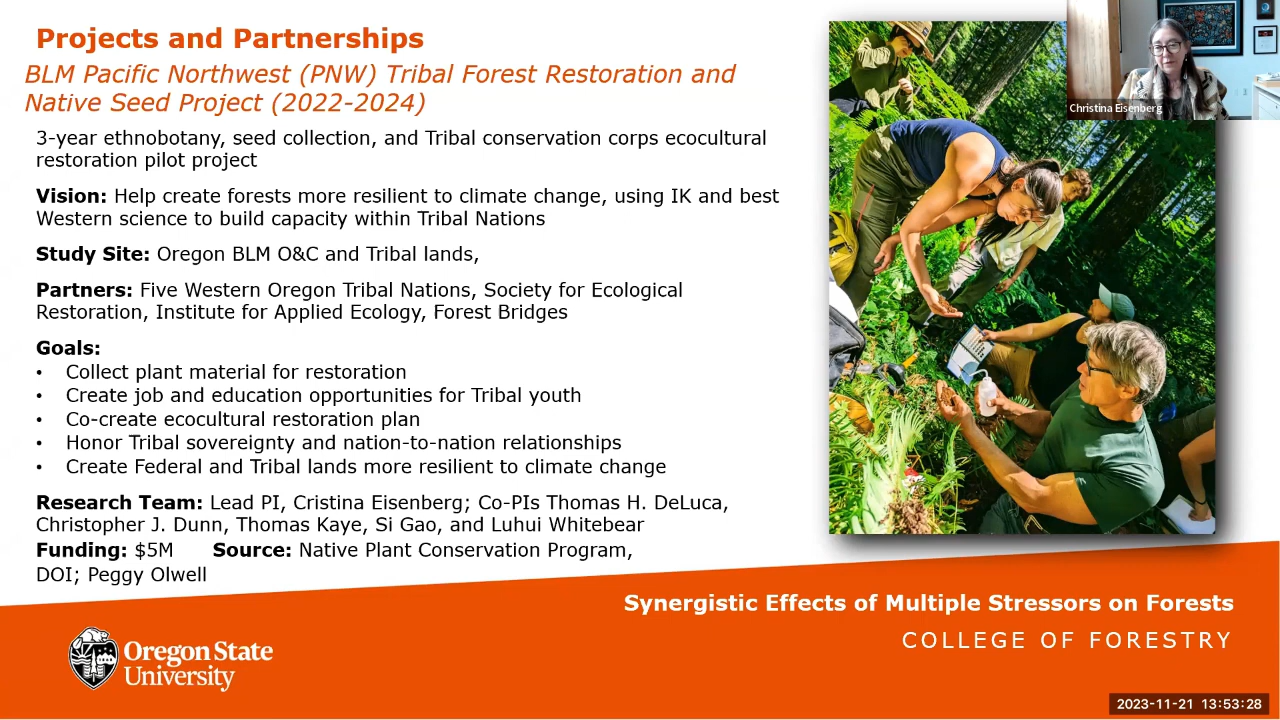 Projects and Partnerships
BLM Pacific Northwest (PNW) Tribal Forest Restoration and
Native Seed Project (2022-2024)
3-year ethnobotany, seed collection, and Tribal conservation corps ecocultural
restoration pilot project
Vision: Help create forests more resilient to climate change, using IK and best
Western science to build capacity within Tribal Nations
Study Site: Oregon BLM O&C and Tribal lands,
Partners: Five Western Oregon Tribal Nations, Society for Ecological
Restoration, Institute for Applied Ecology, Forest Bridges
Goals:
• Collect plant material for restoration
• Create job and education opportunities for Tribal youth
• Co-create ecocultural restoration plan
• Honor Tribal sovereignty and nation-to-nation relationships
• Create Federal and Tribal lands more resilient to climate change
Research Team: Lead PI, Cristina Eisenberg; Co-PIs Thomas H. DeLuca,
Christopher J. Dunn, Thomas Kaye, Si Gao, and Luhui Whitebear
Funding: $5M Source: Native Plant Conservation Program,
DOI; Peggy Olwell
Christina Eisenberg
Synergistic Effects of Multiple Stressors on Forests
COLLEGE OF FORESTRY
Oregon State
University
2023-11-21 13:53:28